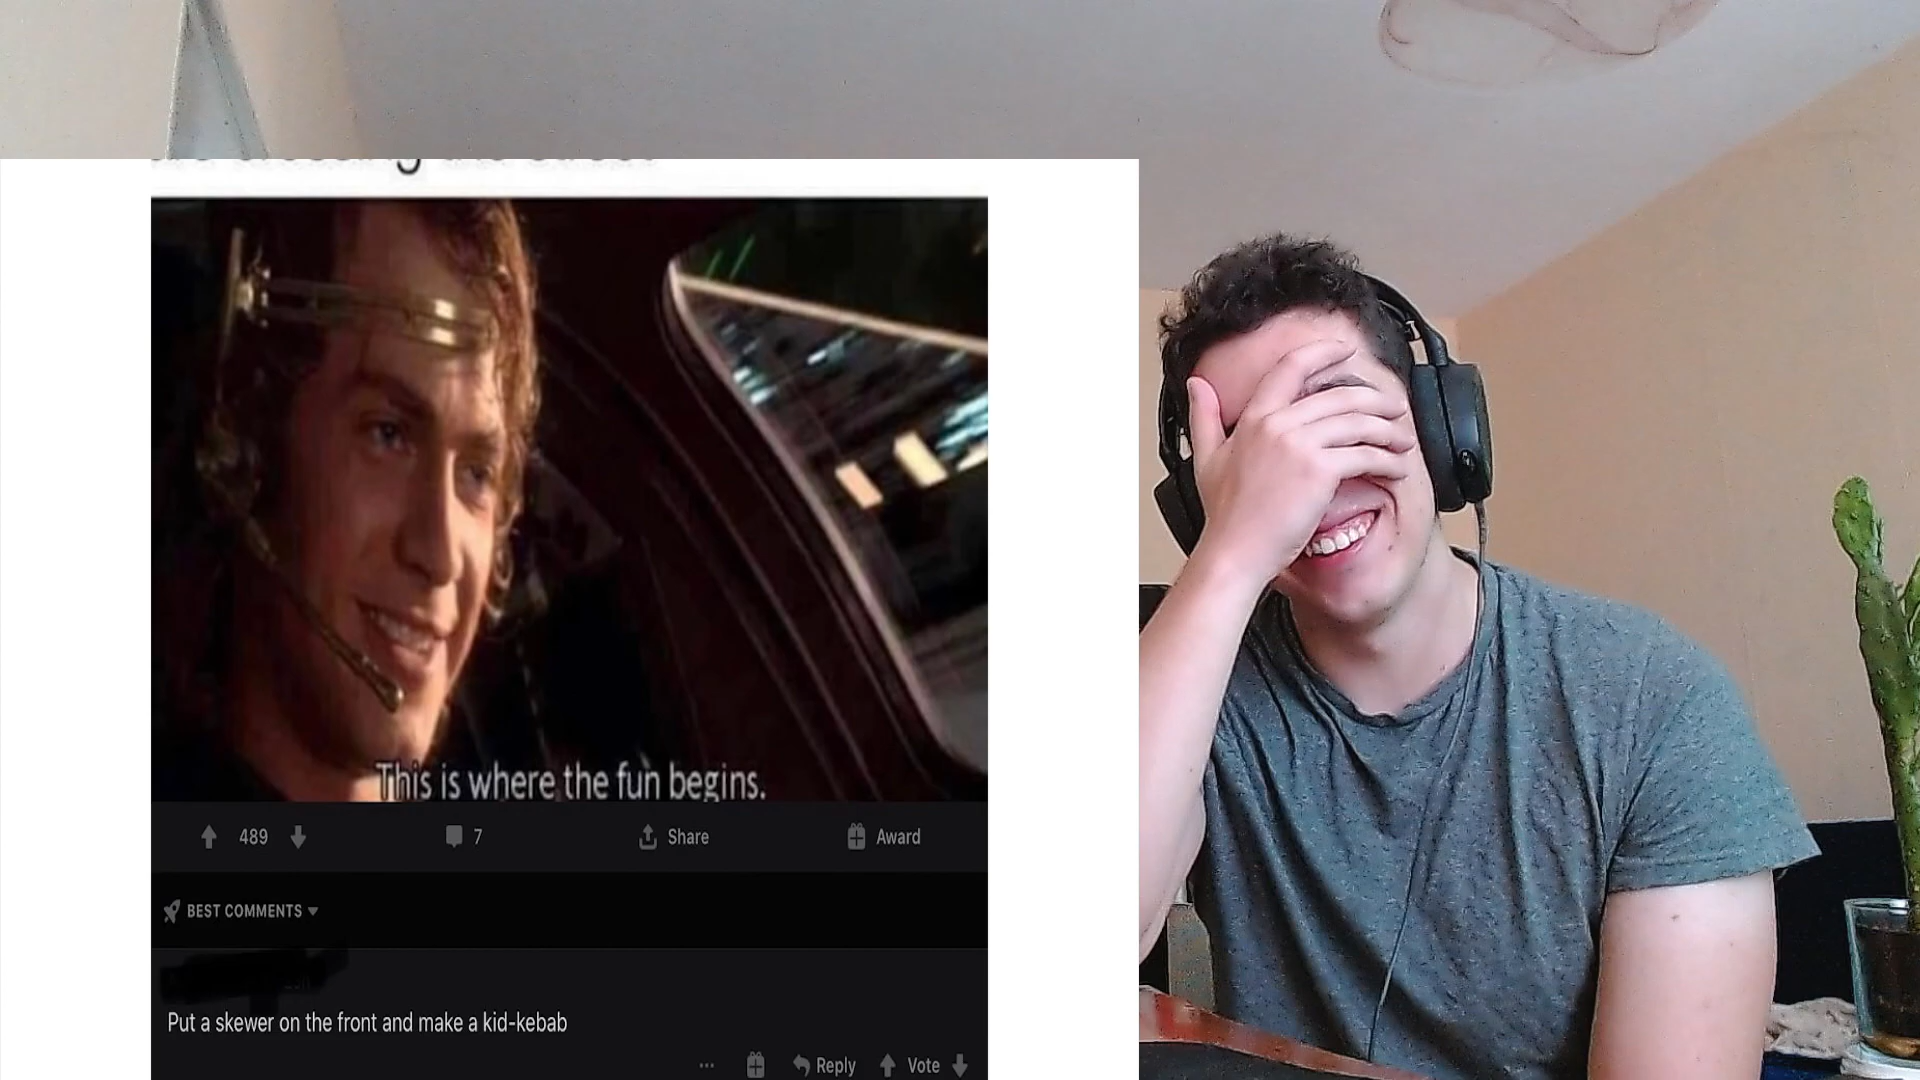 This is where the fun begins.
489
7
Share
Award
BEST COMMENTS
Put a skewer on the front and make a kid-kebab
... Reply Vote